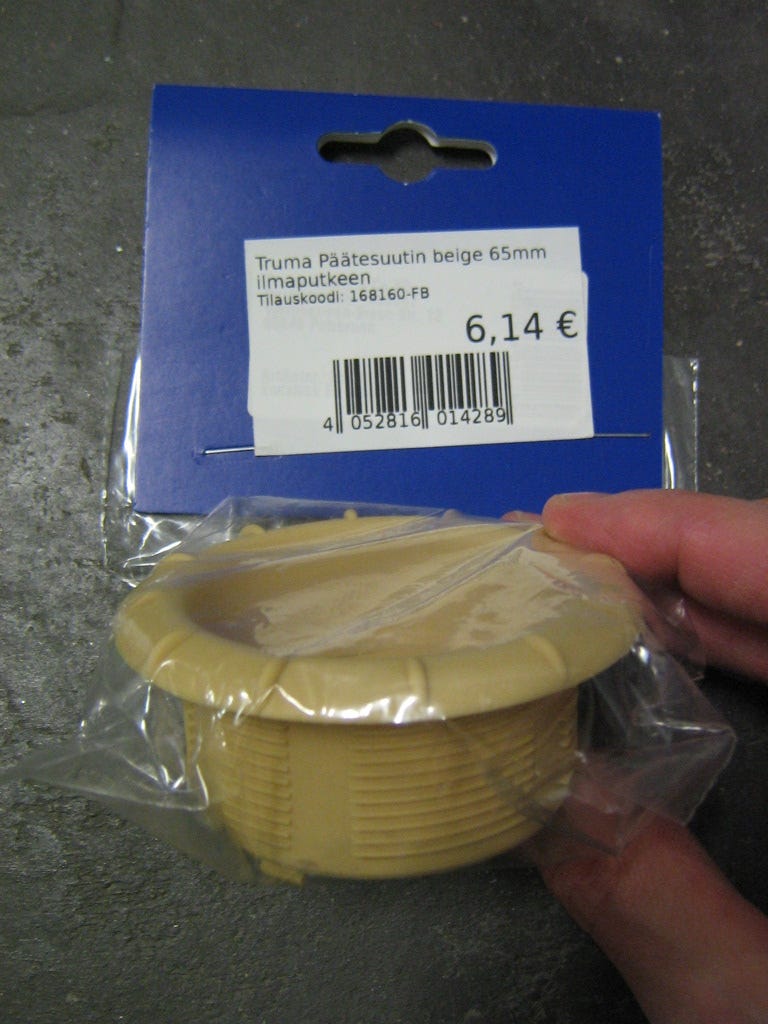 Truma Päätesuutin beige 65mm
ilmaputkeen
Tilauskoodi: 168160-FB
6,14 €
4 052816 014289